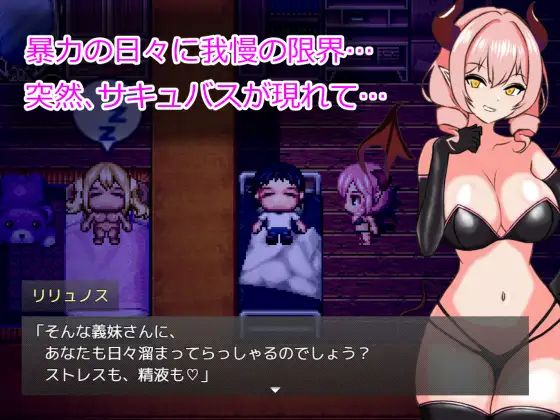 暴力の日々に我慢の限界…
突然、サキュバスが現れて…
ZZ
リリュノス
「そんな義妹さんに、
あなたも日々溜まってらっしゃるのでしょう？
ストレスも、精液も♡」